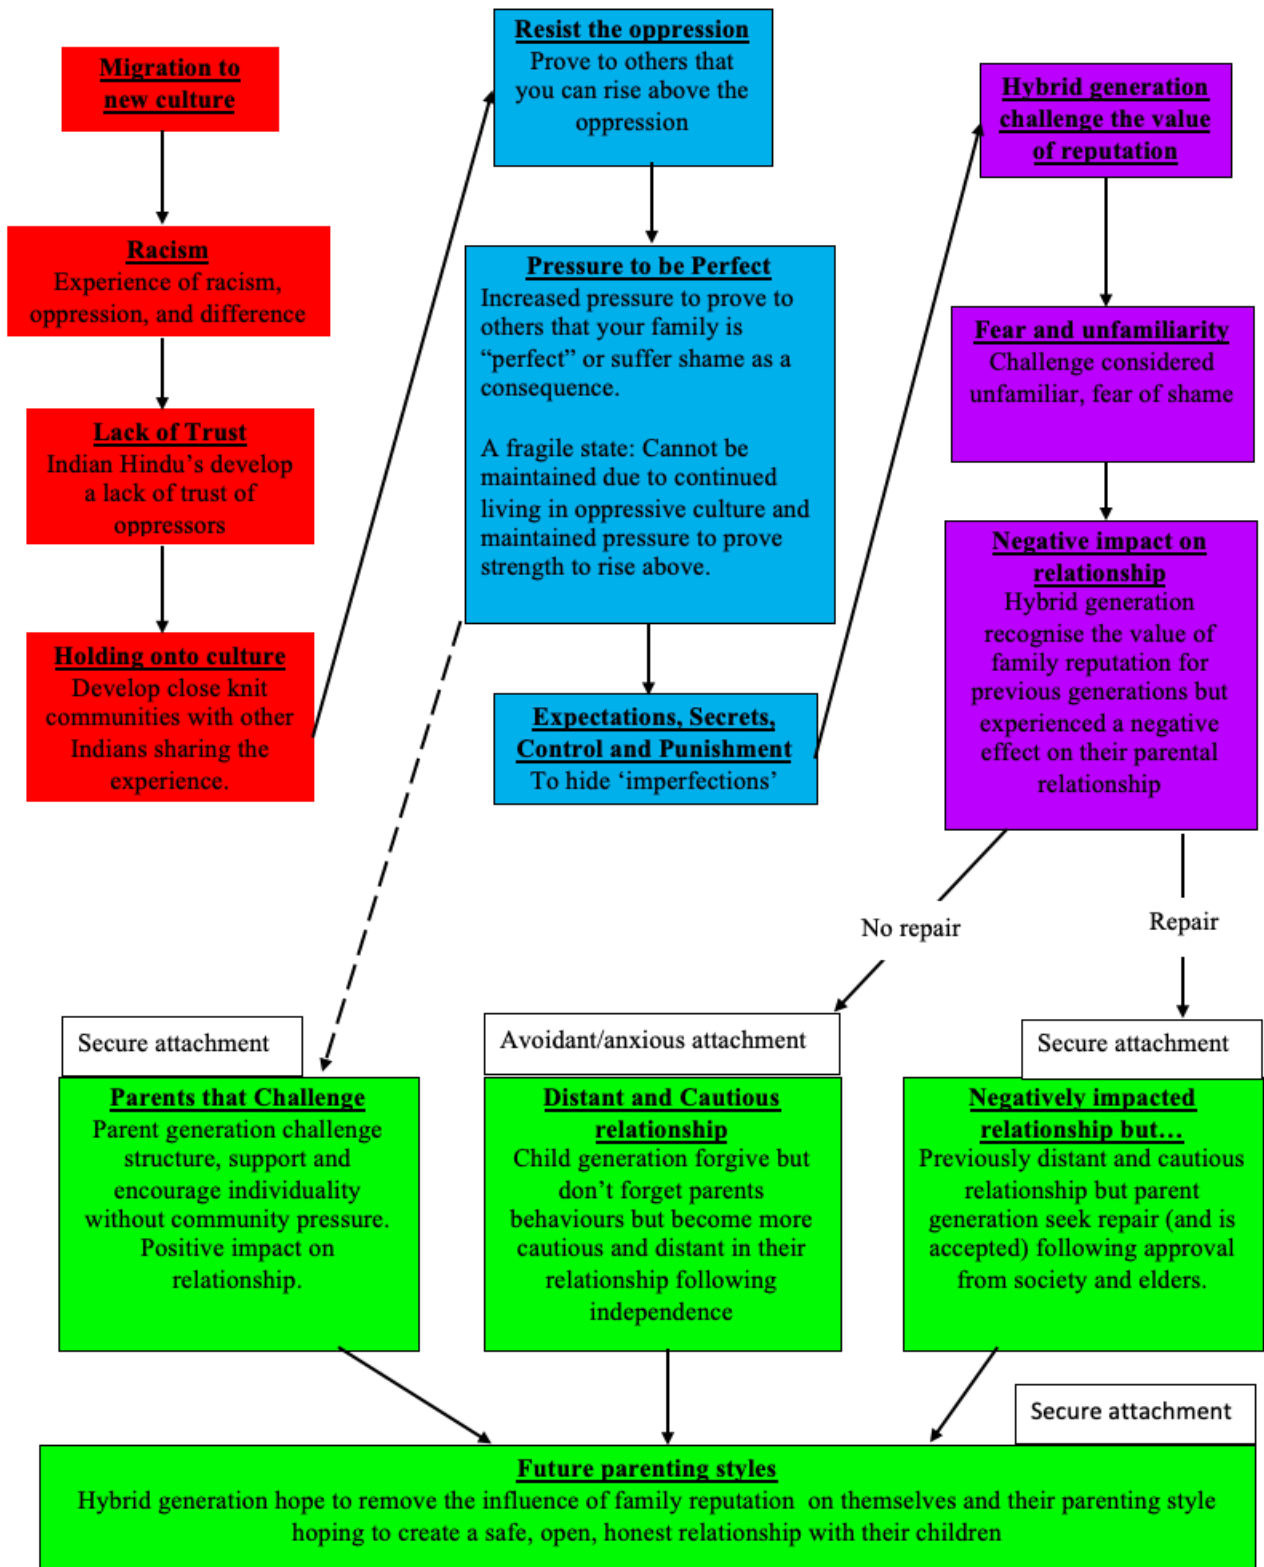 Migration to
new culture
Racism
Experience of racism,
oppression, and difference
Lack of Trust
Indian Hindu's develop
a lack of trust of
oppressors
Holding onto culture
Develop close knit
communities with other
Indians sharing the
experience.
Resist the oppression
Prove to others that
you can rise above the
oppression
Pressure to be Perfect
Increased pressure to prove to
others that your family is
“perfect” or suffer shame as a
consequence.
A fragile state: Cannot be
maintained due to continued
living in oppressive culture and
maintained pressure to prove
strength to rise above.
Expectations, Secrets,
Control and Punishment
To hide ‘imperfections’
Hybrid generation
challenge the value
of reputation
Fear and unfamiliarity
Challenge considered
unfamiliar, fear of shame
Negative impact on
relationship
Hybrid generation
recognise the value of
family reputation for
previous generations but
experienced a negative
effect on their parental
relationship
No repair
Repair
Secure attachment
Parents that Challenge
Parent generation challenge
structure, support and
encourage individuality
without community pressure.
Positive impact on
relationship.
Avoidant/anxious attachment
Distant and Cautious
relationship
Child generation forgive but
don't forget parents
behaviours but become more
cautious and distant in their
relationship following
independence
Secure attachment
Negatively impacted
relationship but…
Previously distant and cautious
relationship but parent
generation seek repair (and is
accepted) following approval
from society and elders.
Secure attachment
Future parenting styles
Hybrid generation hope to remove the influence of family reputation on themselves and their parenting style
hoping to create a safe, open, honest relationship with their children